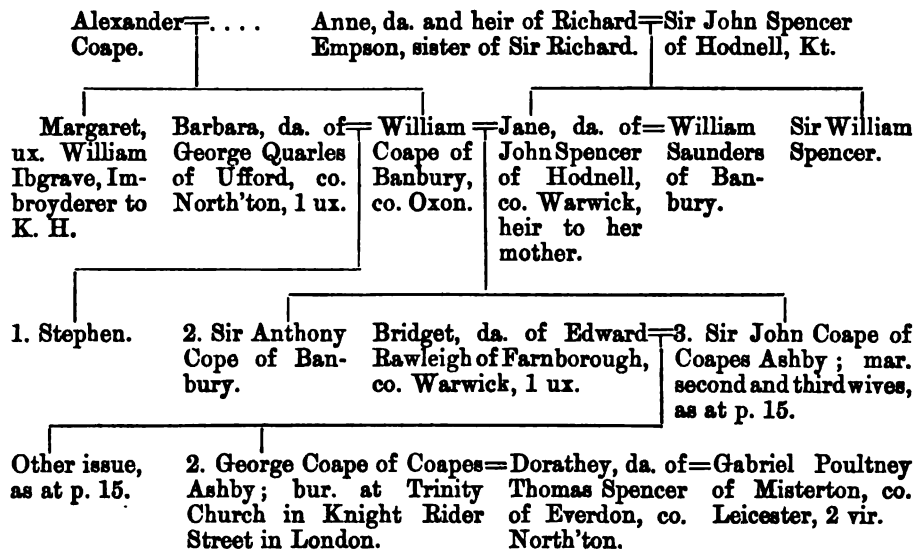 Alexander=. . . .
Coape.
Anne, da. and heir of Richard=Sir John Spencer
Empson, sister of Sir Richard. of Hodnell, Kt.
Margaret,
ux. William
Ibgrave, Im-
broyderer to
K. H.
Barbara, da. of=
George Quarles
of Ufford, co.
North'ton, 1 ux.
William
Coape of
Banbury,
co. Oxon.
=Jane, da. of=
John Spencer
of Hodnell,
co. Warwick,
heir to her
mother.
William
Saunders
of Ban-
bury.
Sir William
Spencer.
1. Stephen.
2. Sir Anthony
Cope of Ban-
bury.
Bridget, da. of Edward=
Rawleigh of Farnborough,
co. Warwick, 1 ux.
3. Sir John Coape of
Coapes Ashby ; mar.
second and third wives,
as at p. 15.
Other issue,
as at p. 15.
2. George Coape of Coapes=
Ashby; bur. at Trinity
Church in Knight Rider
Street in London.
Dorathey, da. of=
Thomas Spencer
of Everdon, co.
North'ton.
Gabriel Poultney
of Misterton, co.
Leicester, 2 vir.